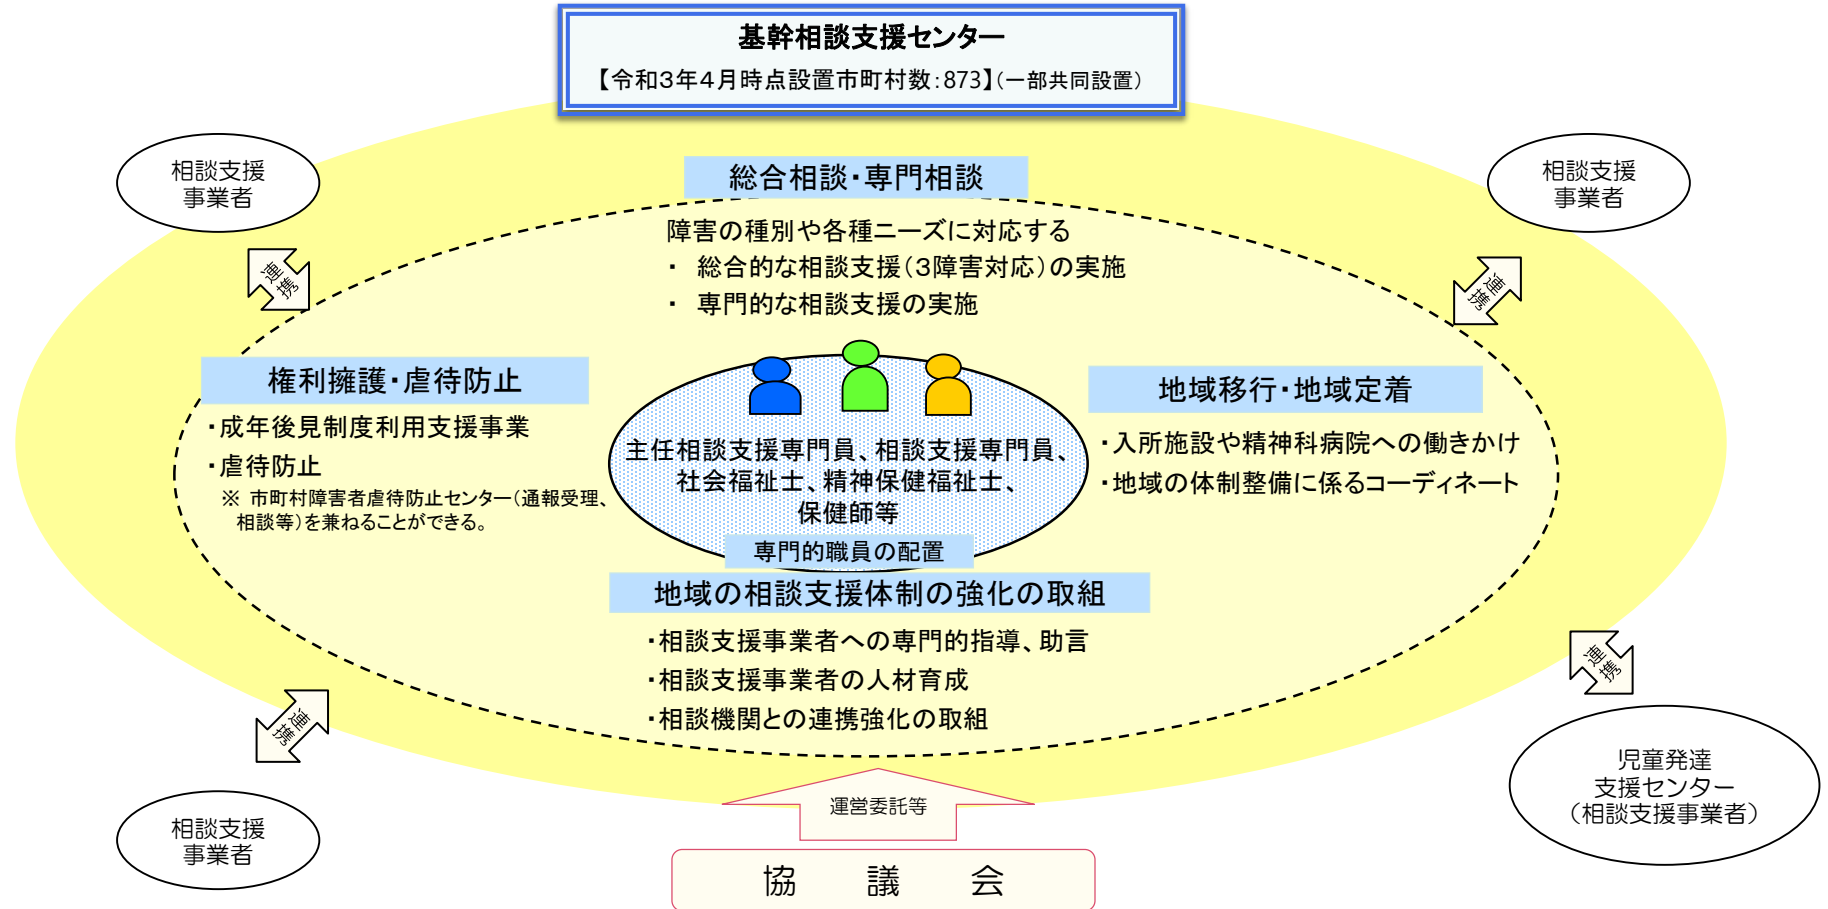 基幹相談支援センター
【令和3年4月時点設置市町村数:873】(一部共同設置)
相談支援
事業者
相談支援
事業者
総合相談・専門相談
障害の種別や各種ニーズに対応する
・ 総合的な相談支援(3障害対応)の実施
・ 専門的な相談支援の実施
連携
連携
権利擁護・虐待防止
・成年後見制度利用支援事業
・虐待防止
※ 市町村障害者虐待防止センター(通報受理、
相談等)を兼ねることができる。
主任相談支援専門員、相談支援専門員、
社会福祉士、精神保健福祉士、
保健師等
専門的職員の配置
地域移行・地域定着
・入所施設や精神科病院への働きかけ
・地域の体制整備に係るコーディネート
地域の相談支援体制の強化の取組
・相談支援事業者への専門的指導、助言
・相談支援事業者の人材育成
・相談機関との連携強化の取組
連携
連携
相談支援
事業者
運営委託等
児童発達
支援センター
(相談支援事業者)
協 議 会